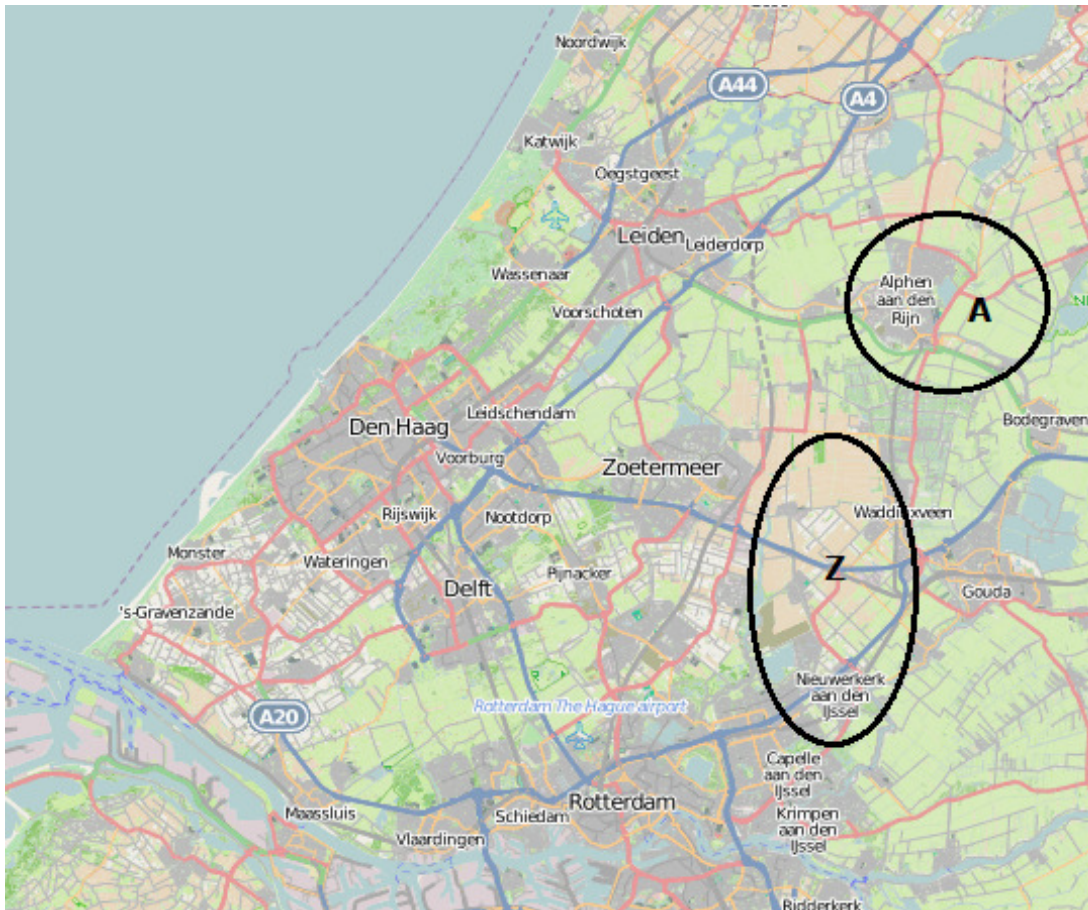 Noordwijk
A44
A4
Katwijk
Oegstgeest
Leiden
Leiderdorp
Wassenaar
Voorschoten
Alphen
aan den
Rijn
A
Leidschendam
Den Haag
Voorburg
Zoetermeer
Bodegraven
Rijswijk
Nootdorp
Waddinxveen
Monster
Wateringen
Pijnacker
Z
Delft
Gouda
's-Gravenzande
Nieuwerkerk
aan den
IJssel
Rotterdam The Hague airport
A20
Capelle
aan den
IJssel
Maassluis
Schiedam
Rotterdam
Vlaardingen
Krimpen
aan den
IJssel
Ridderkerk